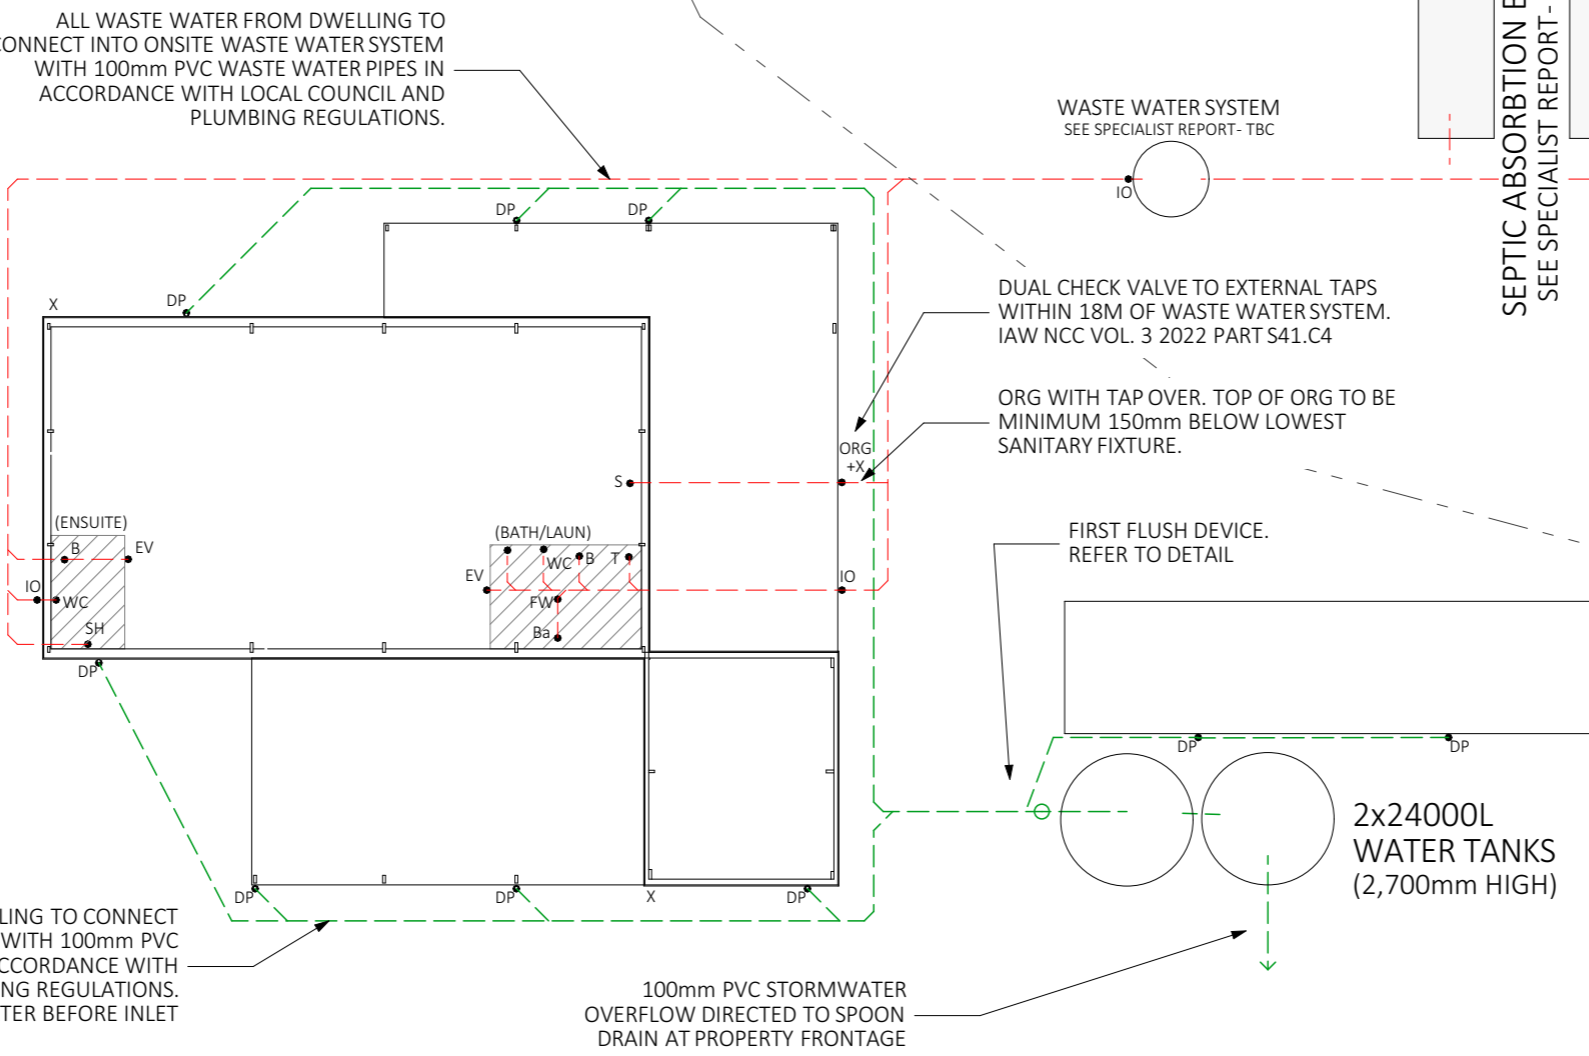 ALL WASTE WATER FROM DWELLING TO
CONNECT INTO ONSITE WASTE WATER SYSTEM
WITH 100mm PVC WASTE WATER PIPES IN
ACCORDANCE WITH LOCAL COUNCIL AND
PLUMBING REGULATIONS.
WASTE WATER SYSTEM
SEE SPECIALIST REPORT- TBC
IO
SEPTIC ABSORBTION
SEE SPECIALIST REPORT-
DP
DP
DP
X
DUAL CHECK VALVE TO EXTERNAL TAPS
WITHIN 18M OF WASTE WATER SYSTEM.
IAW NCC VOL. 3 2022 PART S41.C4
ORG WITH TAP OVER. TOP OF ORG TO BE
MINIMUM 150mm BELOW LOWEST
SANITARY FIXTURE.
ORG
+X
S
(ENSUITE)
B
EV
IO
WC
SH
DP
(BATH/LAUN)
WC
B
T
EV
FW
Ba
IO
FIRST FLUSH DEVICE.
REFER TO DETAIL
DP
DP
2x24000L
WATER TANKS
(2,700mm HIGH)
DP
DP
X
DP
LING TO CONNECT
WITH 100mm PVC
CCORDANCE WITH
NG REGULATIONS.
TER BEFORE INLET
100mm PVC STORMWATER
OVERFLOW DIRECTED TO SPOON
DRAIN AT PROPERTY FRONTAGE